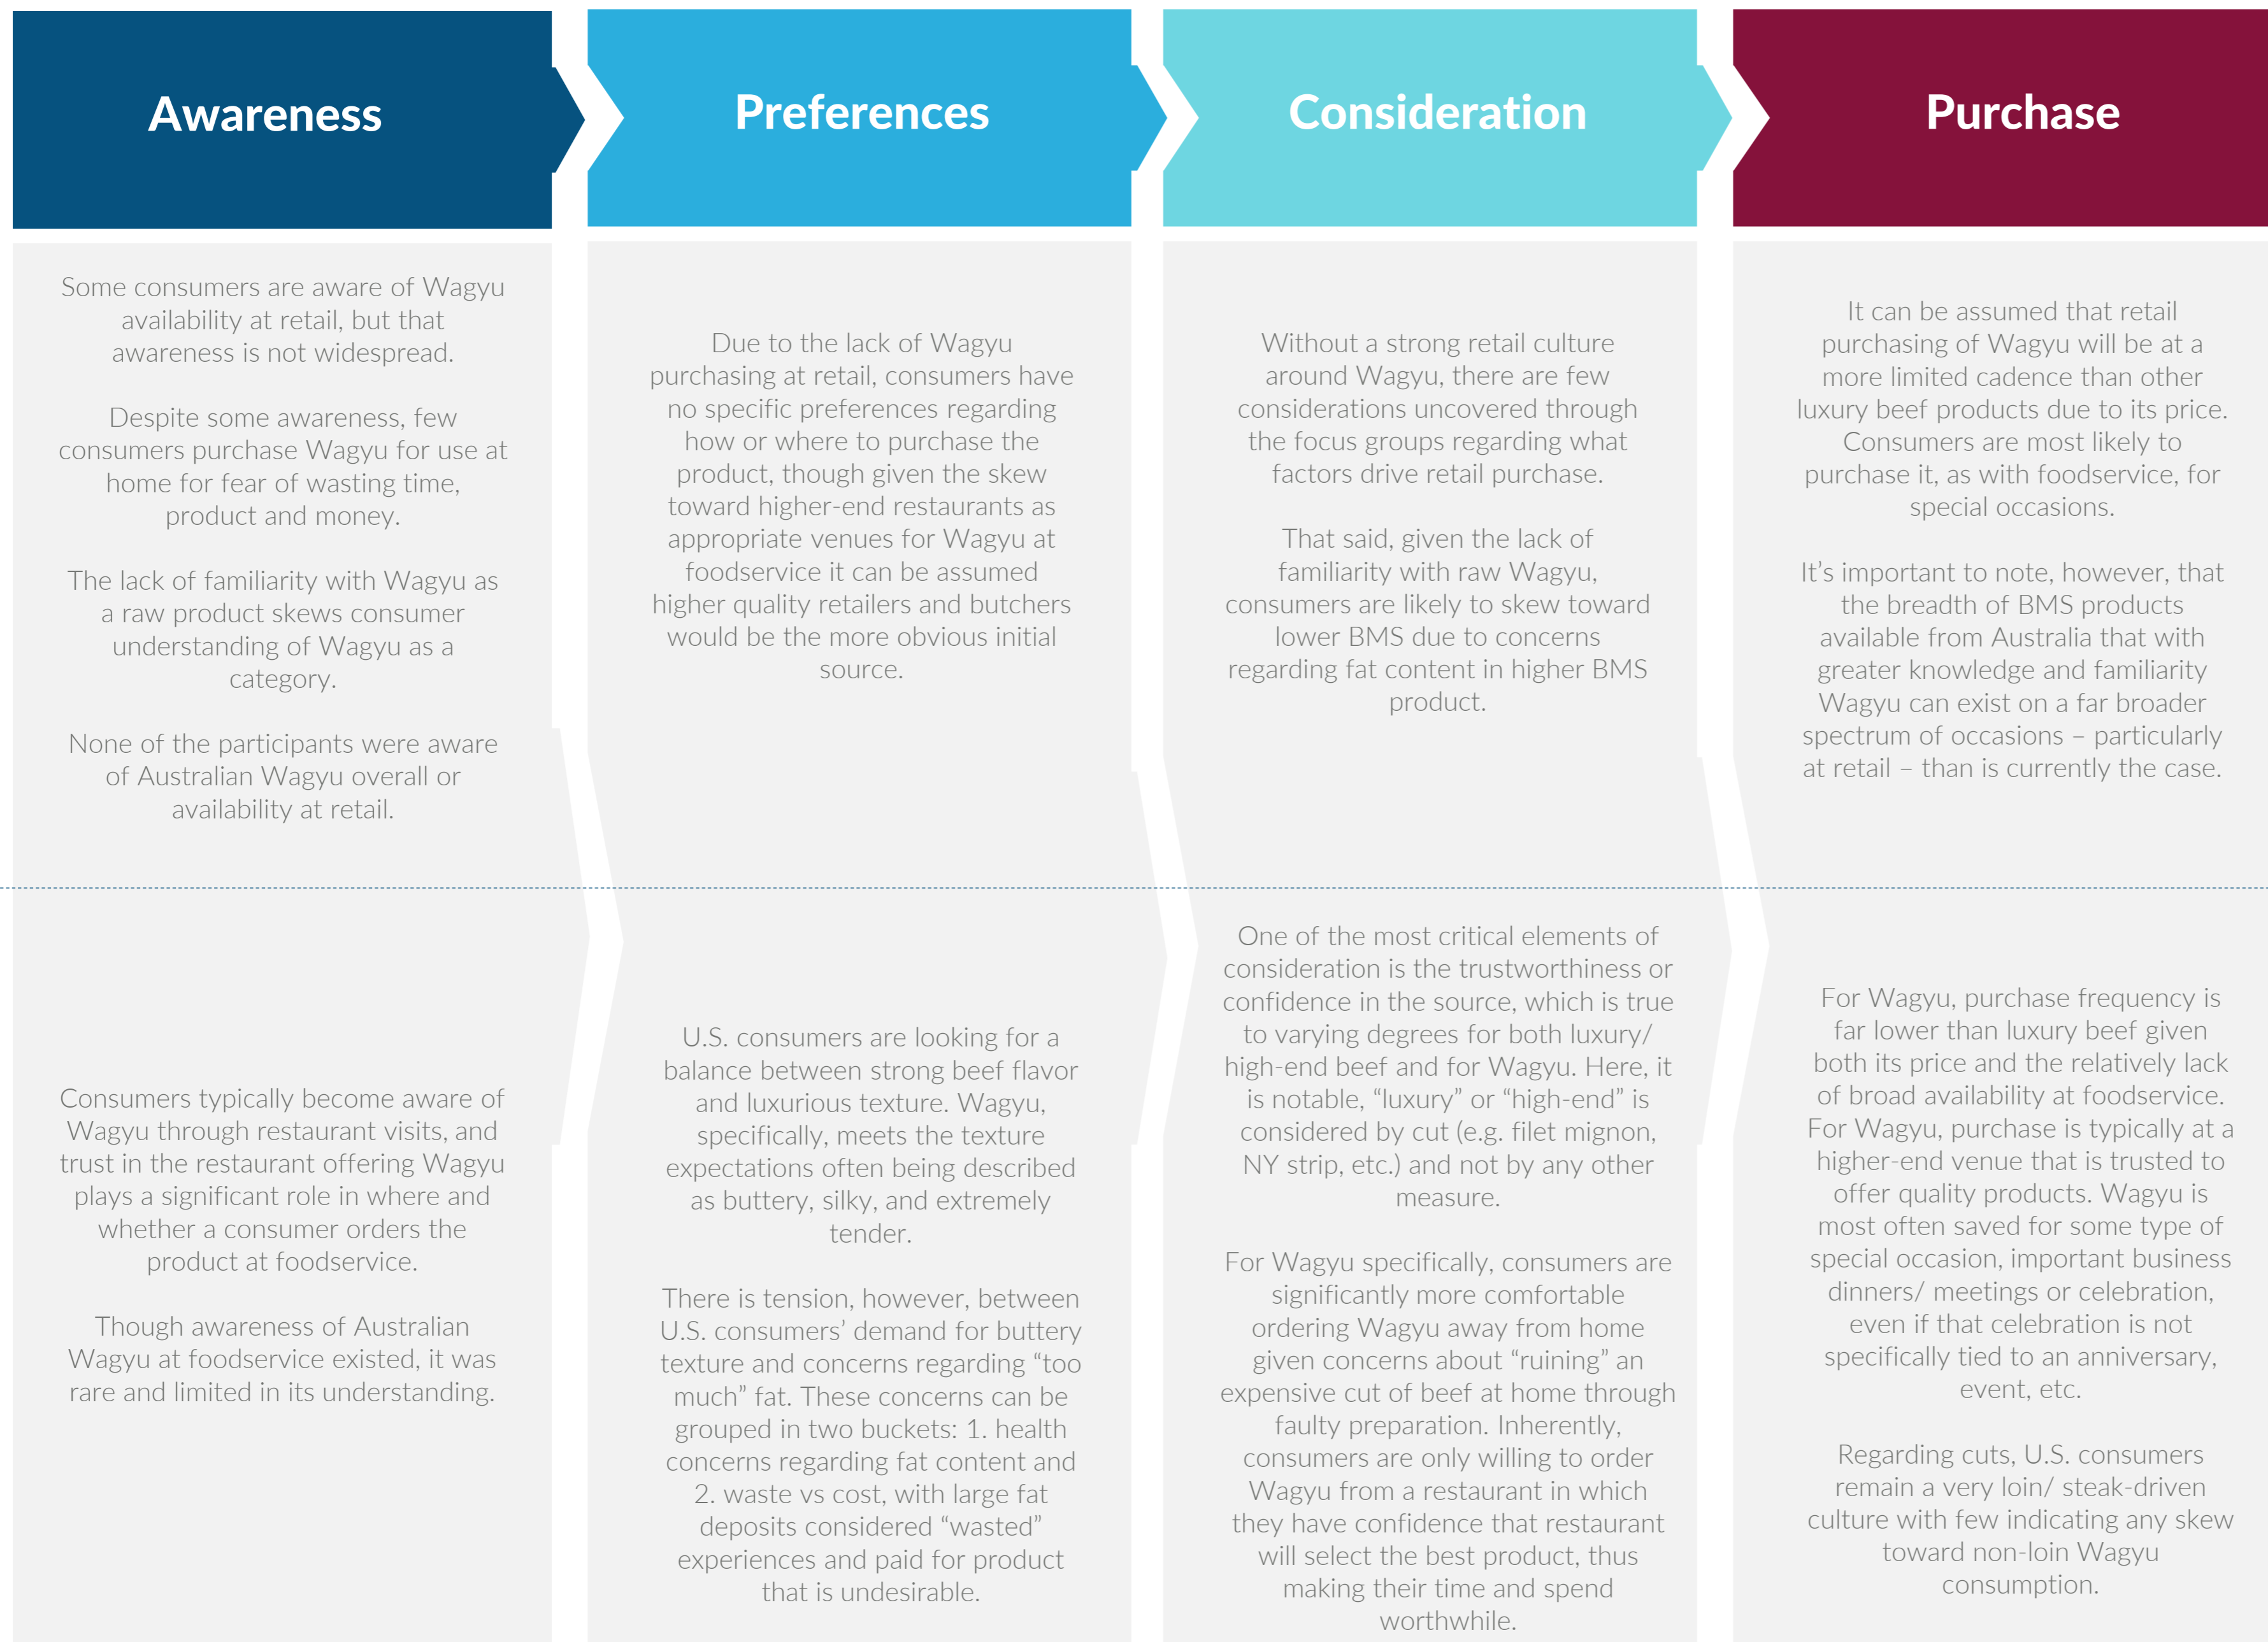 Awareness
Preferences
Consideration
Purchase
Some consumers are aware of Wagyu
availability at retail, but that
awareness is not widespread.
Despite some awareness, few
consumers purchase Wagyu for use at
home for fear of wasting time,
product and money.
The lack of familiarity with Wagyu as
a raw product skews consumer
understanding of Wagyu as a
category.
None of the participants were aware
of Australian Wagyu overall or
availability at retail.
Due to the lack of Wagyu
purchasing at retail, consumers have
no specific preferences regarding
how or where to purchase the
product, though given the skew
toward higher-end restaurants as
appropriate venues for Wagyu at
foodservice it can be assumed
higher quality retailers and butchers
would be the more obvious initial
source.
Without a strong retail culture
around Wagyu, there are few
considerations uncovered through
the focus groups regarding what
factors drive retail purchase.
That said, given the lack of
familiarity with raw Wagyu,
consumers are likely to skew toward
lower BMS due to concerns
regarding fat content in higher BMS
product.
It can be assumed that retail
purchasing of Wagyu will be at a
more limited cadence than other
luxury beef products due to its price.
Consumers are most likely to
purchase it, as with foodservice, for
special occasions.
It’s important to note, however, that
the breadth of BMS products
available from Australia that with
greater knowledge and familiarity
Wagyu can exist on a far broader
spectrum of occasions – particularly
at retail – than is currently the case.
Consumers typically become aware of
Wagyu through restaurant visits, and
trust in the restaurant offering Wagyu
plays a significant role in where and
whether a consumer orders the
product at foodservice.
Though awareness of Australian
Wagyu at foodservice existed, it was
rare and limited in its understanding.
U.S. consumers are looking for a
balance between strong beef flavor
and luxurious texture. Wagyu,
specifically, meets the texture
expectations often being described
as buttery, silky, and extremely
tender.
There is tension, however, between
U.S. consumers’ demand for buttery
texture and concerns regarding “too
much” fat. These concerns can be
grouped in two buckets: 1. health
concerns regarding fat content and
2. waste vs cost, with large fat
deposits considered “wasted”
experiences and paid for product
that is undesirable.
One of the most critical elements of
consideration is the trustworthiness or
confidence in the source, which is true
to varying degrees for both luxury/
high-end beef and for Wagyu. Here, it
is notable, “luxury” or “high-end” is
considered by cut (e.g. filet mignon,
NY strip, etc.) and not by any other
measure.
For Wagyu specifically, consumers are
significantly more comfortable
ordering Wagyu away from home
given concerns about “ruining” an
expensive cut of beef at home through
faulty preparation. Inherently,
consumers are only willing to order
Wagyu from a restaurant in which
they have confidence that restaurant
will select the best product, thus
making their time and spend
worthwhile.
For Wagyu, purchase frequency is
far lower than luxury beef given
both its price and the relatively lack
of broad availability at foodservice.
For Wagyu, purchase is typically at a
higher-end venue that is trusted to
offer quality products. Wagyu is
most often saved for some type of
special occasion, important business
dinners/ meetings or celebration,
even if that celebration is not
specifically tied to an anniversary,
event, etc.
Regarding cuts, U.S. consumers
remain a very loin/ steak-driven
culture with few indicating any skew
toward non-loin Wagyu
consumption.